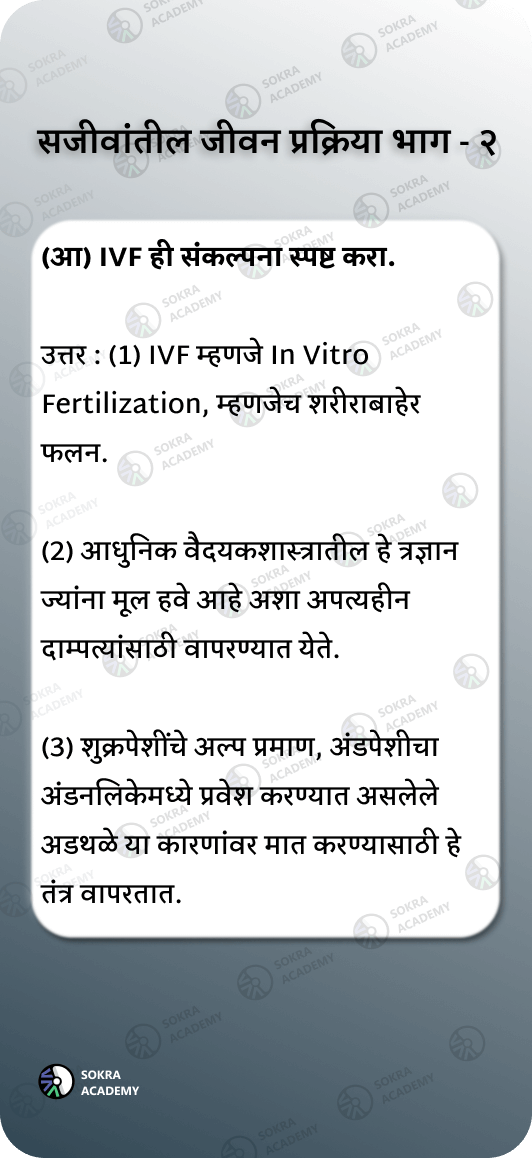 सजीवांतील जीवन प्रक्रिया भाग - २
(आ) IVF ही संकल्पना स्पष्ट करा.
उत्तर : (1) IVF म्हणजे In Vitro
Fertilization, म्हणजेच शरीराबाहेर
फलन.
(2) आधुनिक वैदयकशास्त्रातील हे त्रज्ञान
ज्यांना मूल हवे आहे अशा अपत्यहीन
दाम्पत्यांसाठी वापरण्यात येते.
(3) शुक्रपेशींचे अल्प प्रमाण, अंडपेशीचा
अंडनलिकेमध्ये प्रवेश करण्यात असलेले
अडथळे या कारणांवर मात करण्यासाठी हे
तंत्र वापरतात.
SOKRA
ACADEMY